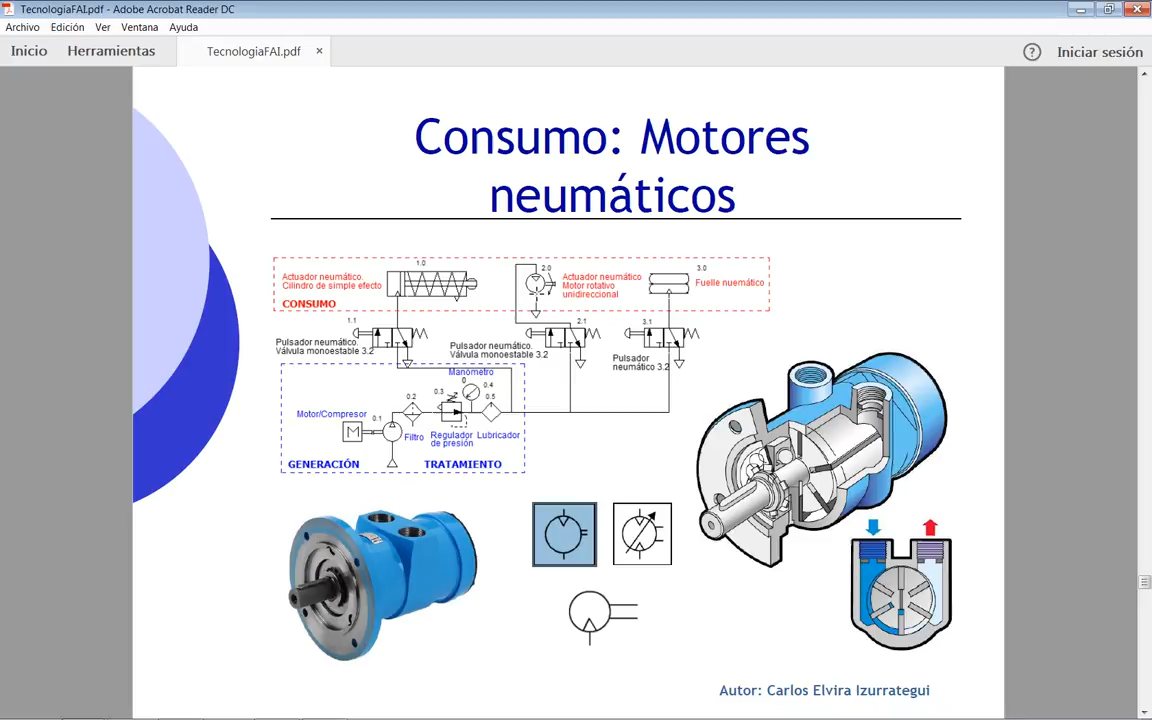 TecnologiaFAI.pdf - Adobe Acrobat Reader DC
Archivo Edición Ver Ventana Ayuda
Inicio Herramientas TecnologiaFAI.pdf × ? Iniciar sesión
Consumo: Motores
neumáticos
1.0 2.0 3.0
Actuador neumático.
Cilindro de simple efecto
CONSUMO
Actuador neumático
Motor rotativo
unidireccional
Fuelle nuemático
1.1 2.1 3.1
Pulsador neumático.
Válvula monoestable 3.2
Pulsador neumático.
Válvula monoestable 3.2
Pulsador
neumático 3.2
Manometro
0
0.4
0.3
0.2
0.5
Motor/Compresor
0.1
M
Filtro
Regulador
de presión
Lubricador
GENERACIÓN TRATAMIENTO
Autor: Carlos Elvira Izurrategui